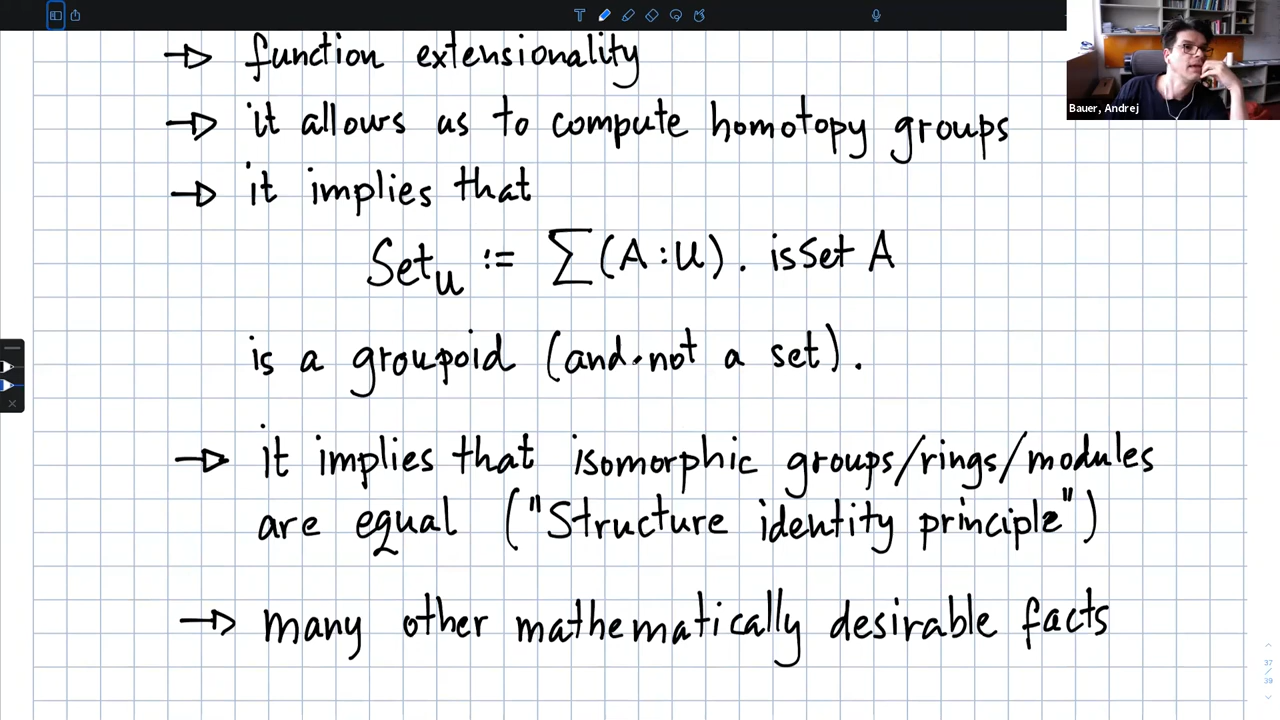 → function extensionality
→ it allows us to compute homotopy groups
→ it implies that
Set_U := ∑(A:U). isSet A
is a groupoid (and not a set).
→ it implies that isomorphic groups/rings/modules
are equal ("Structure identity principle")
→ many other mathematically desirable facts
Bauer, Andrej
37
/
39